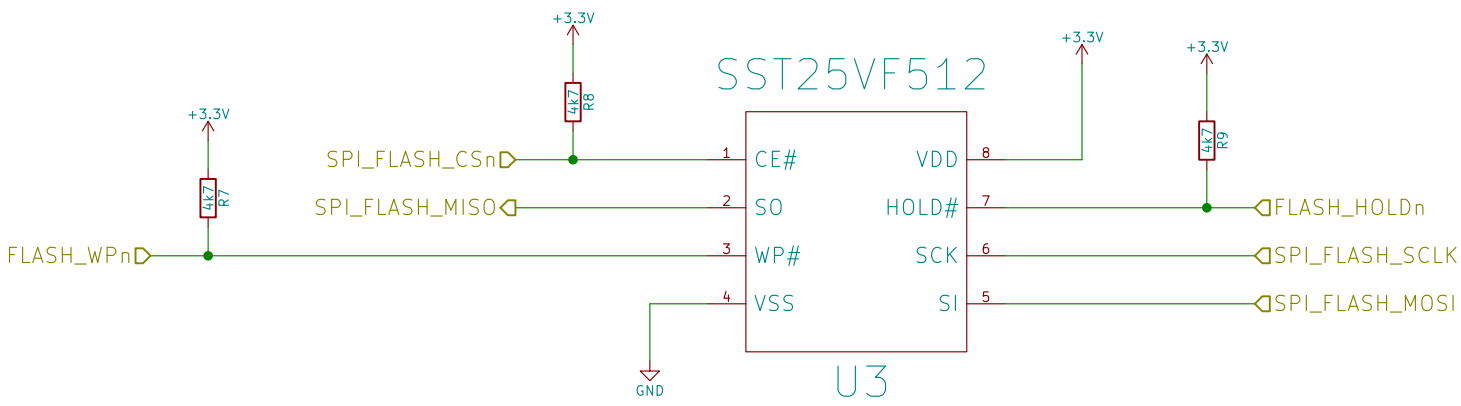 +3.3V
+3.3V
+3.3V
+3.3V
SST25VF512
4k7
R8
4k7
R9
4k7
R7
SPI_FLASH_CSn
1
CE#
VDD
8
SPI_FLASH_MISO
2
SO
HOLD#
7
FLASH_HOLDn
FLASH_WPn
3
WP#
SCK
6
SPI_FLASH_SCLK
4
VSS
SI
5
SPI_FLASH_MOSI
GND
U3